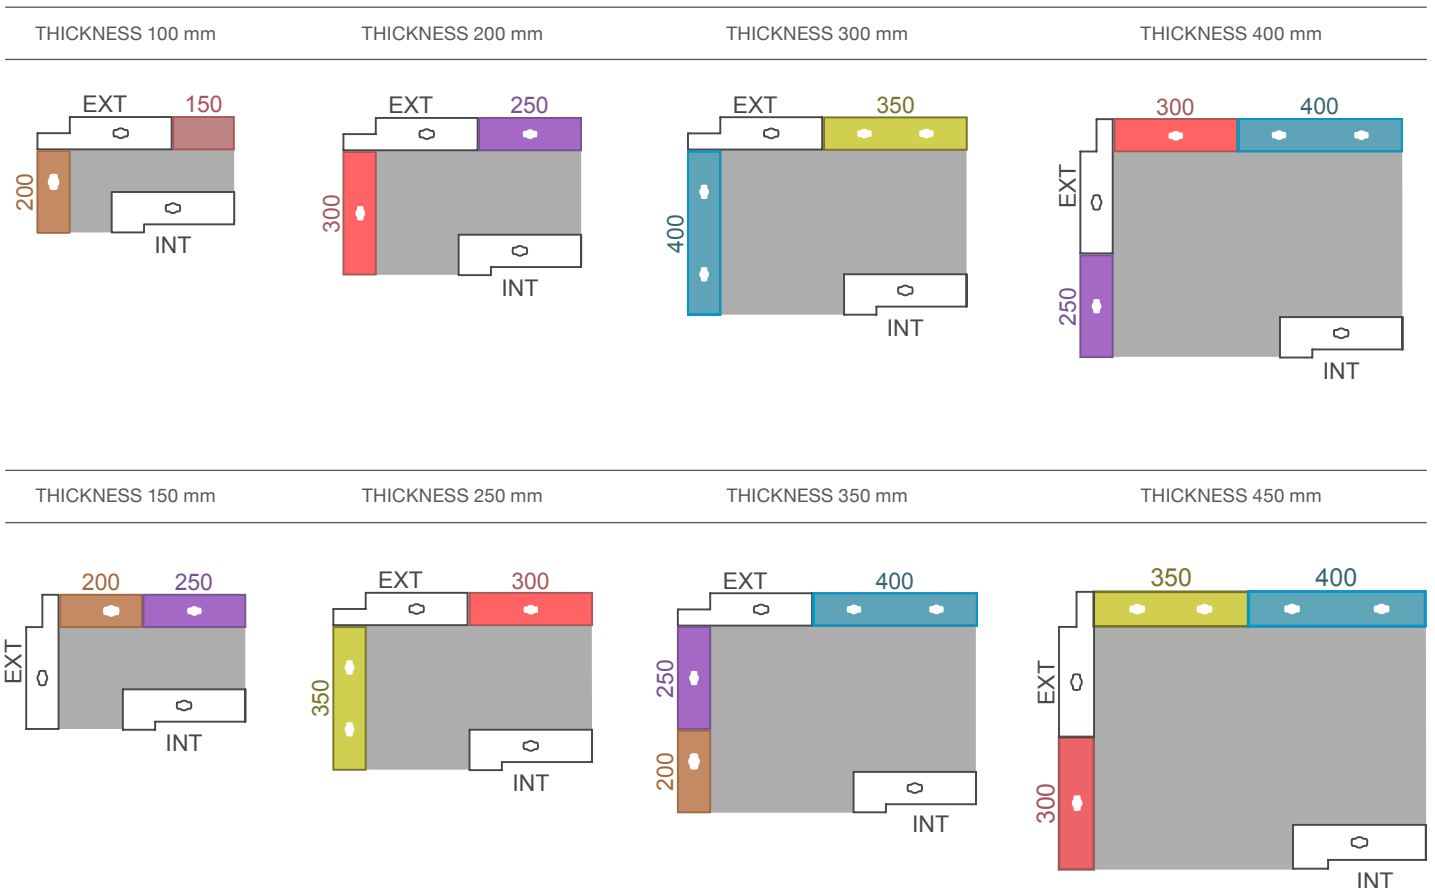 THICKNESS 100 mm
THICKNESS 200 mm
THICKNESS 300 mm
THICKNESS 400 mm
EXT 150
200
INT
EXT 250
300
INT
EXT 350
400
INT
300 400
EXT
250
INT
THICKNESS 150 mm
THICKNESS 250 mm
THICKNESS 350 mm
THICKNESS 450 mm
200 250
EXT
INT
EXT 300
350
INT
EXT 400
250
200
INT
350 400
EXT
300
INT